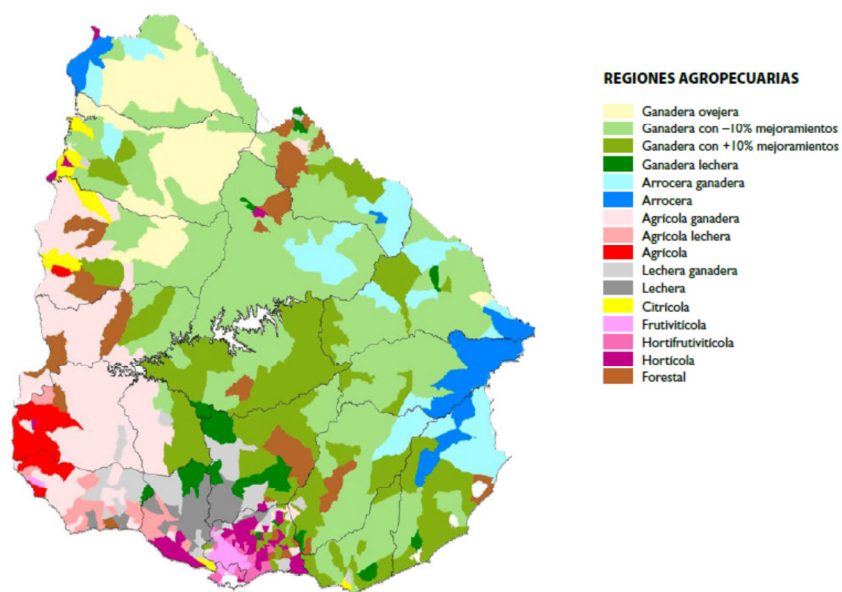 REGIONES AGROPECUARIAS
Ganadera ovejera
Ganadera con –10% mejoramientos
Ganadera con +10% mejoramientos
Ganadera lechera
Arrocera ganadera
Arrocera
Agrícola ganadera
Agrícola lechera
Agrícola
Lechera ganadera
Lechera
Citrícola
Frutivitícola
Hortifrutivitícola
Hortícola
Forestal